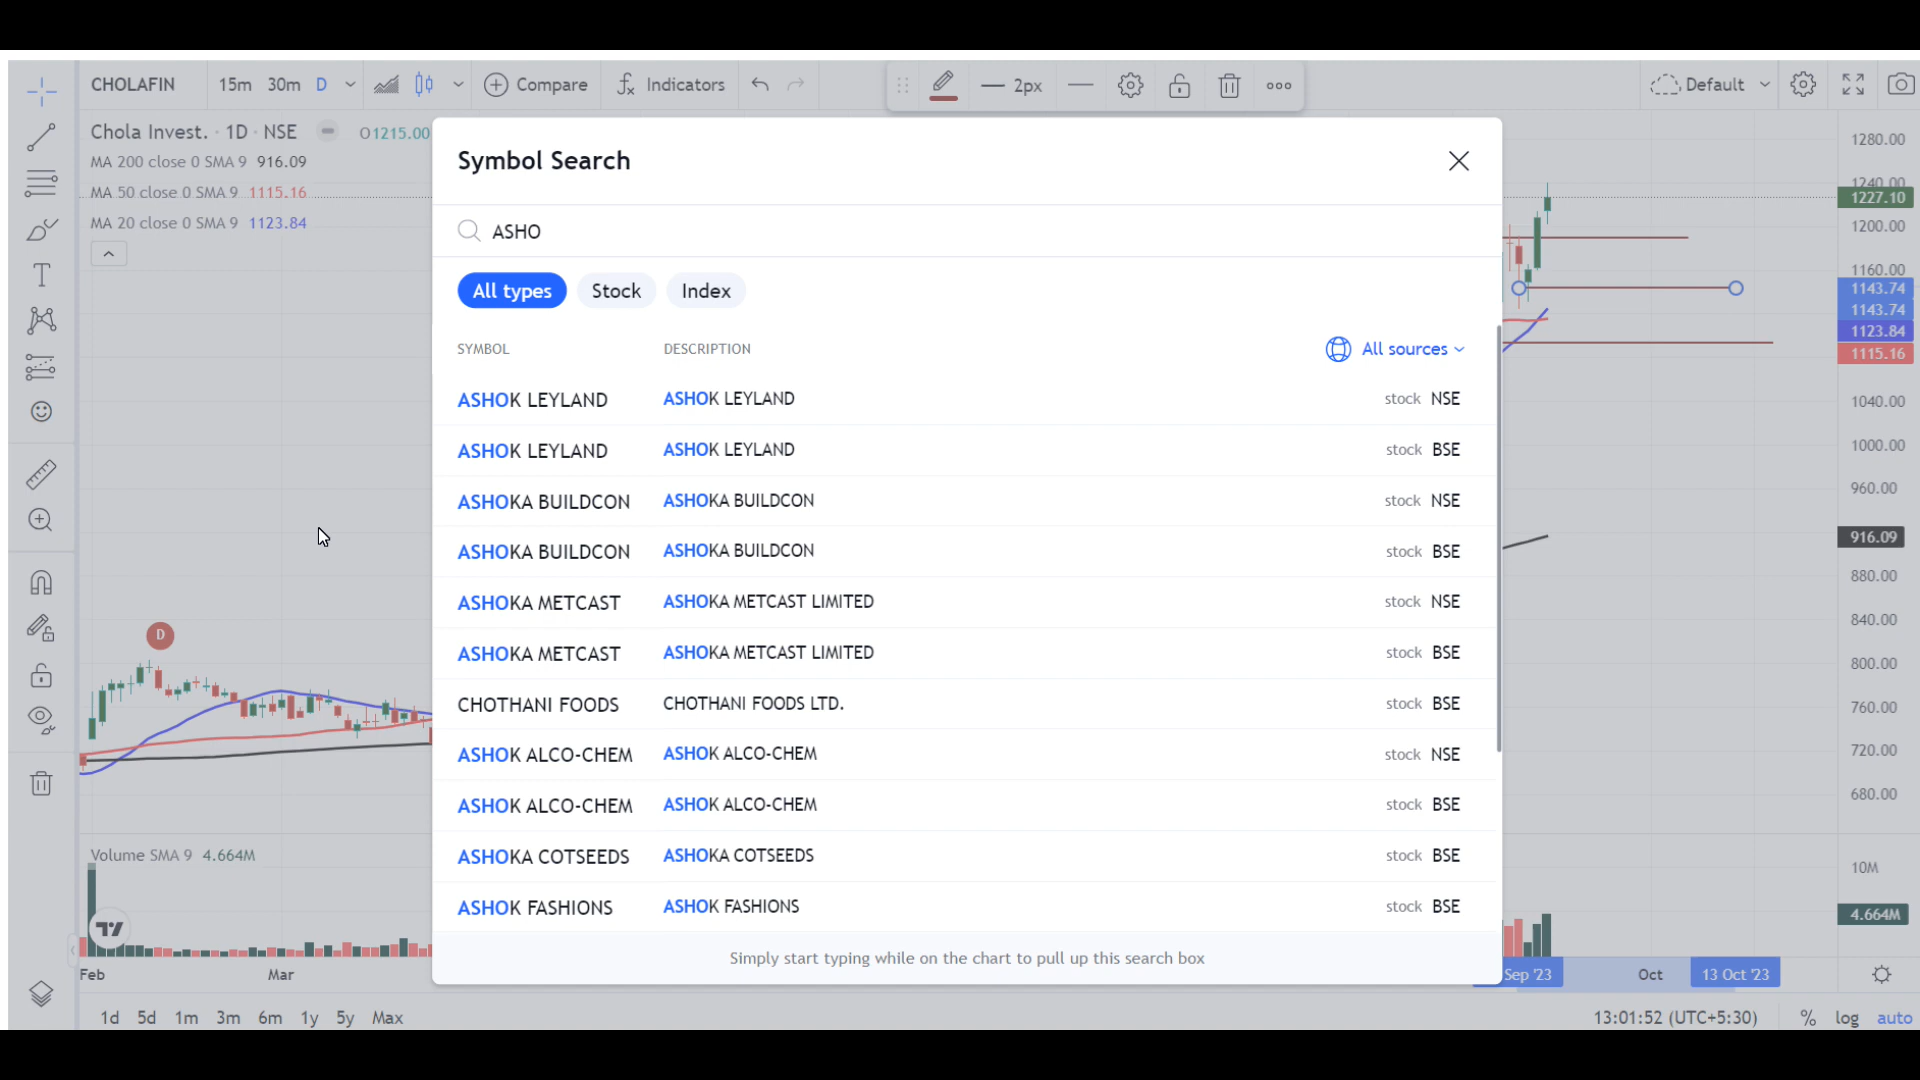 CHOLAFIN 15m 30m D Compare Indicators 2px Default
Chola Invest. · 1D · NSE O1215.00
MA 200 close 0 SMA 9 916.09
MA 50 close 0 SMA 9 1115.16
MA 20 close 0 SMA 9 1123.84
Symbol Search
ASHO
All types Stock Index
SYMBOL DESCRIPTION All sources
ASHOK LEYLAND ASHOK LEYLAND stock NSE
ASHOK LEYLAND ASHOK LEYLAND stock BSE
ASHOKA BUILDCON ASHOKA BUILDCON stock NSE
ASHOKA BUILDCON ASHOKA BUILDCON stock BSE
ASHOKA METCAST ASHOKA METCAST LIMITED stock NSE
ASHOKA METCAST ASHOKA METCAST LIMITED stock BSE
CHOTHANI FOODS CHOTHANI FOODS LTD. stock BSE
ASHOK ALCO-CHEM ASHOK ALCO-CHEM stock NSE
ASHOK ALCO-CHEM ASHOK ALCO-CHEM stock BSE
ASHOKA COTSEEDS ASHOKA COTSEEDS stock BSE
ASHOK FASHIONS ASHOK FASHIONS stock BSE
Simply start typing while on the chart to pull up this search box
D
Volume SMA 9 4.664M
1280.00
1240.00
1227.10
1200.00
1160.00
1143.74
1143.74
1123.84
1115.16
1040.00
1000.00
960.00
916.09
880.00
840.00
800.00
760.00
720.00
680.00
10M
4.664M
Feb Mar Sep '23 Oct 13 Oct '23
1d 5d 1m 3m 6m 1y 5y Max 13:01:52 (UTC+5:30) % log auto